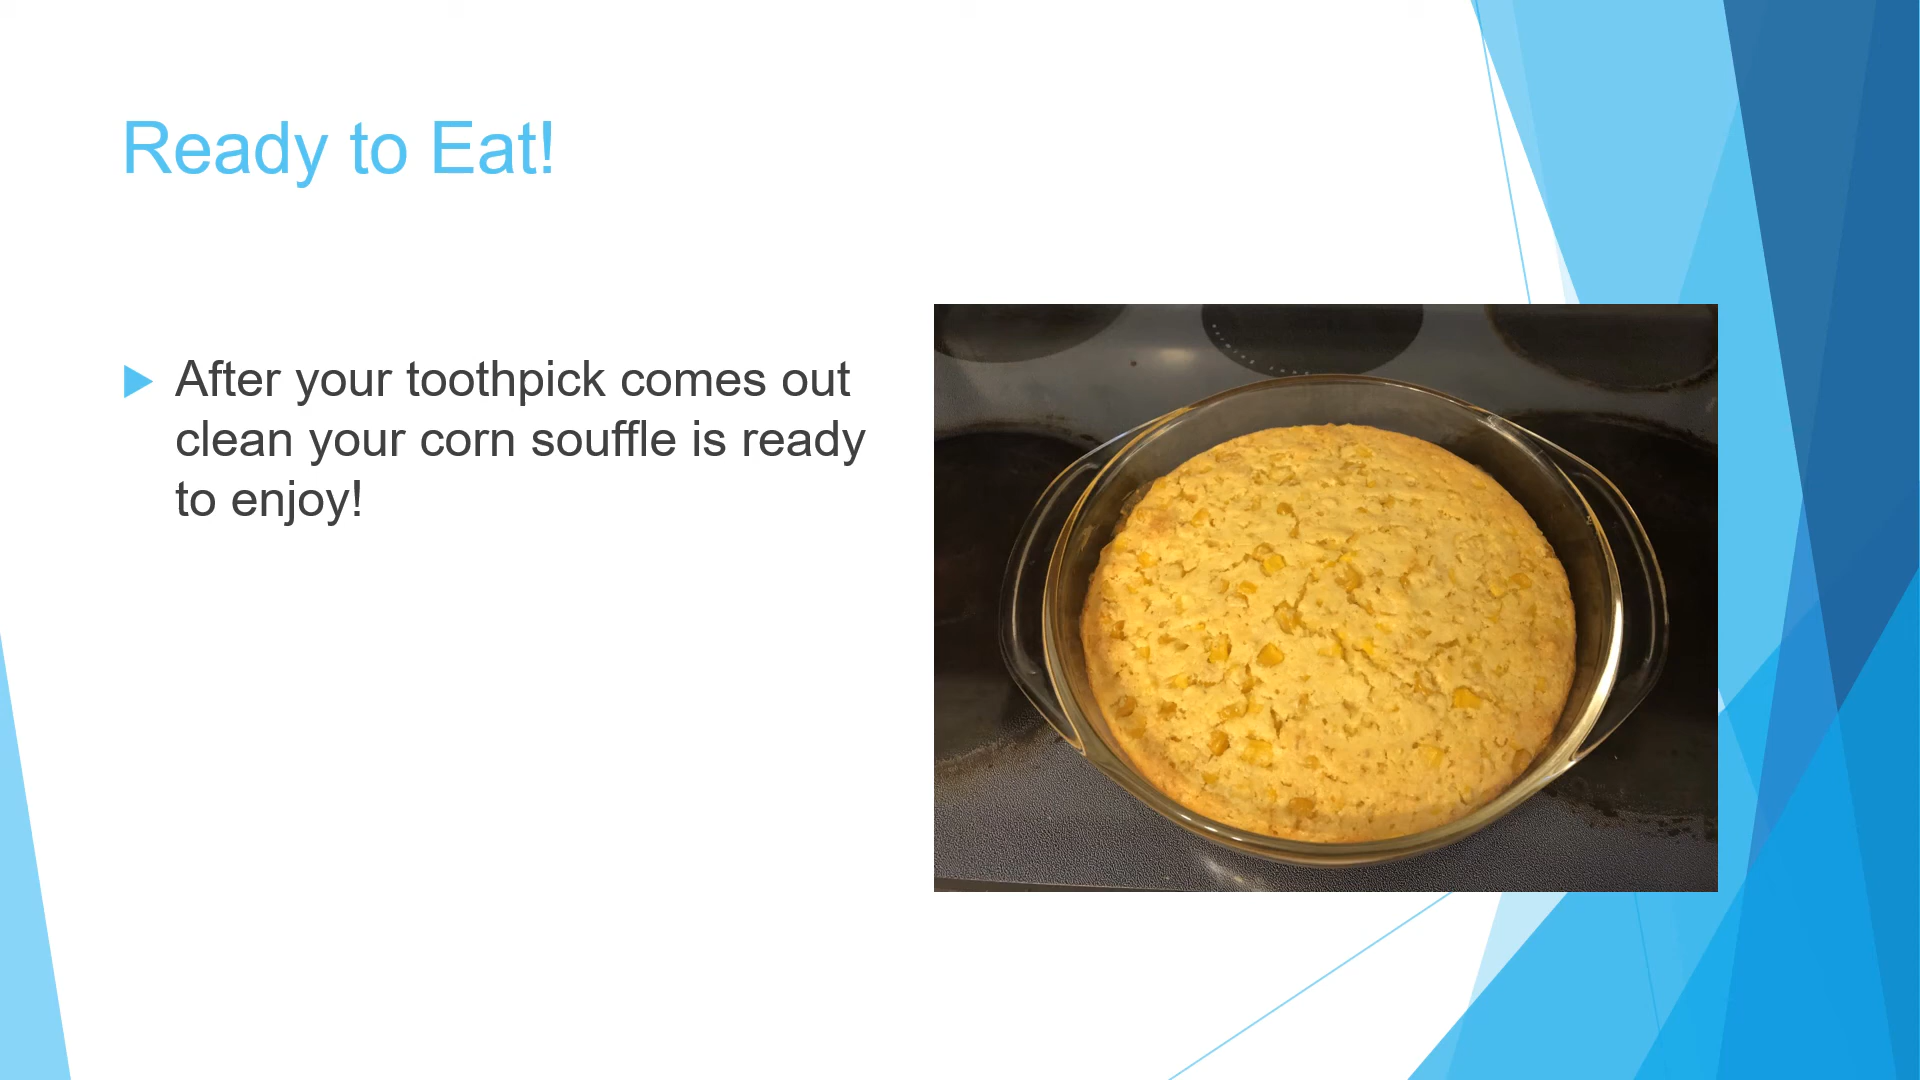 Ready to Eat!
After your toothpick comes out
clean your corn souffle is ready
to enjoy!